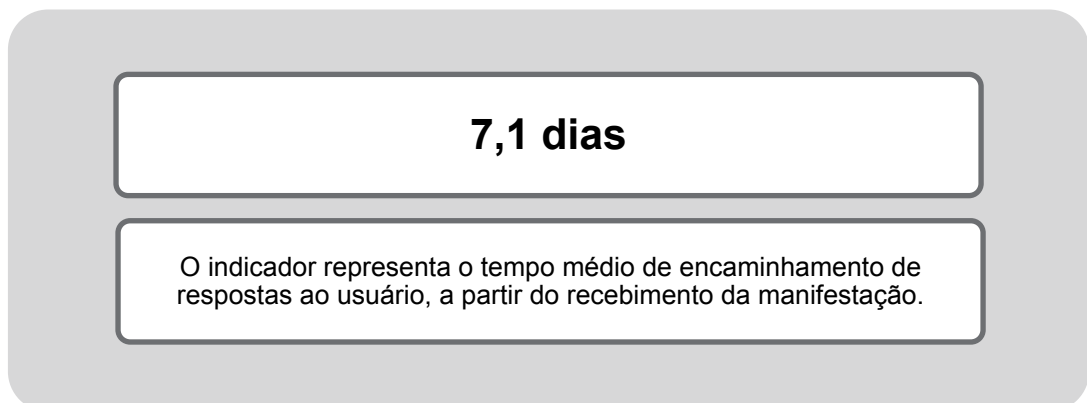 7,1 dias
O indicador representa o tempo médio de encaminhamento de
respostas ao usuário, a partir do recebimento da manifestação.